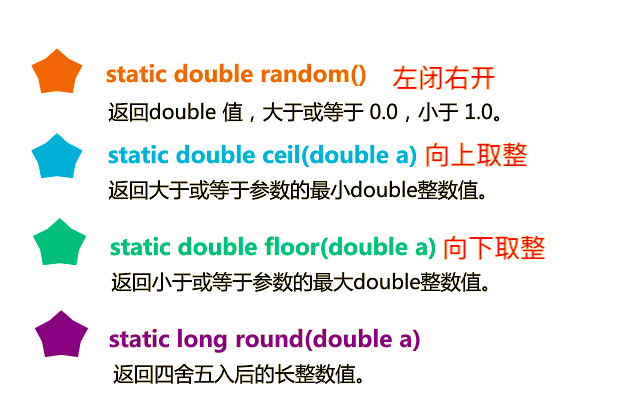 static double random() 左闭右开
返回double 值，大于或等于 0.0，小于 1.0。
static double ceil(double a) 向上取整
返回大于或等于参数的最小double整数值。
static double floor(double a) 向下取整
返回小于或等于参数的最大double整数值。
static long round(double a)
返回四舍五入后的长整数值。